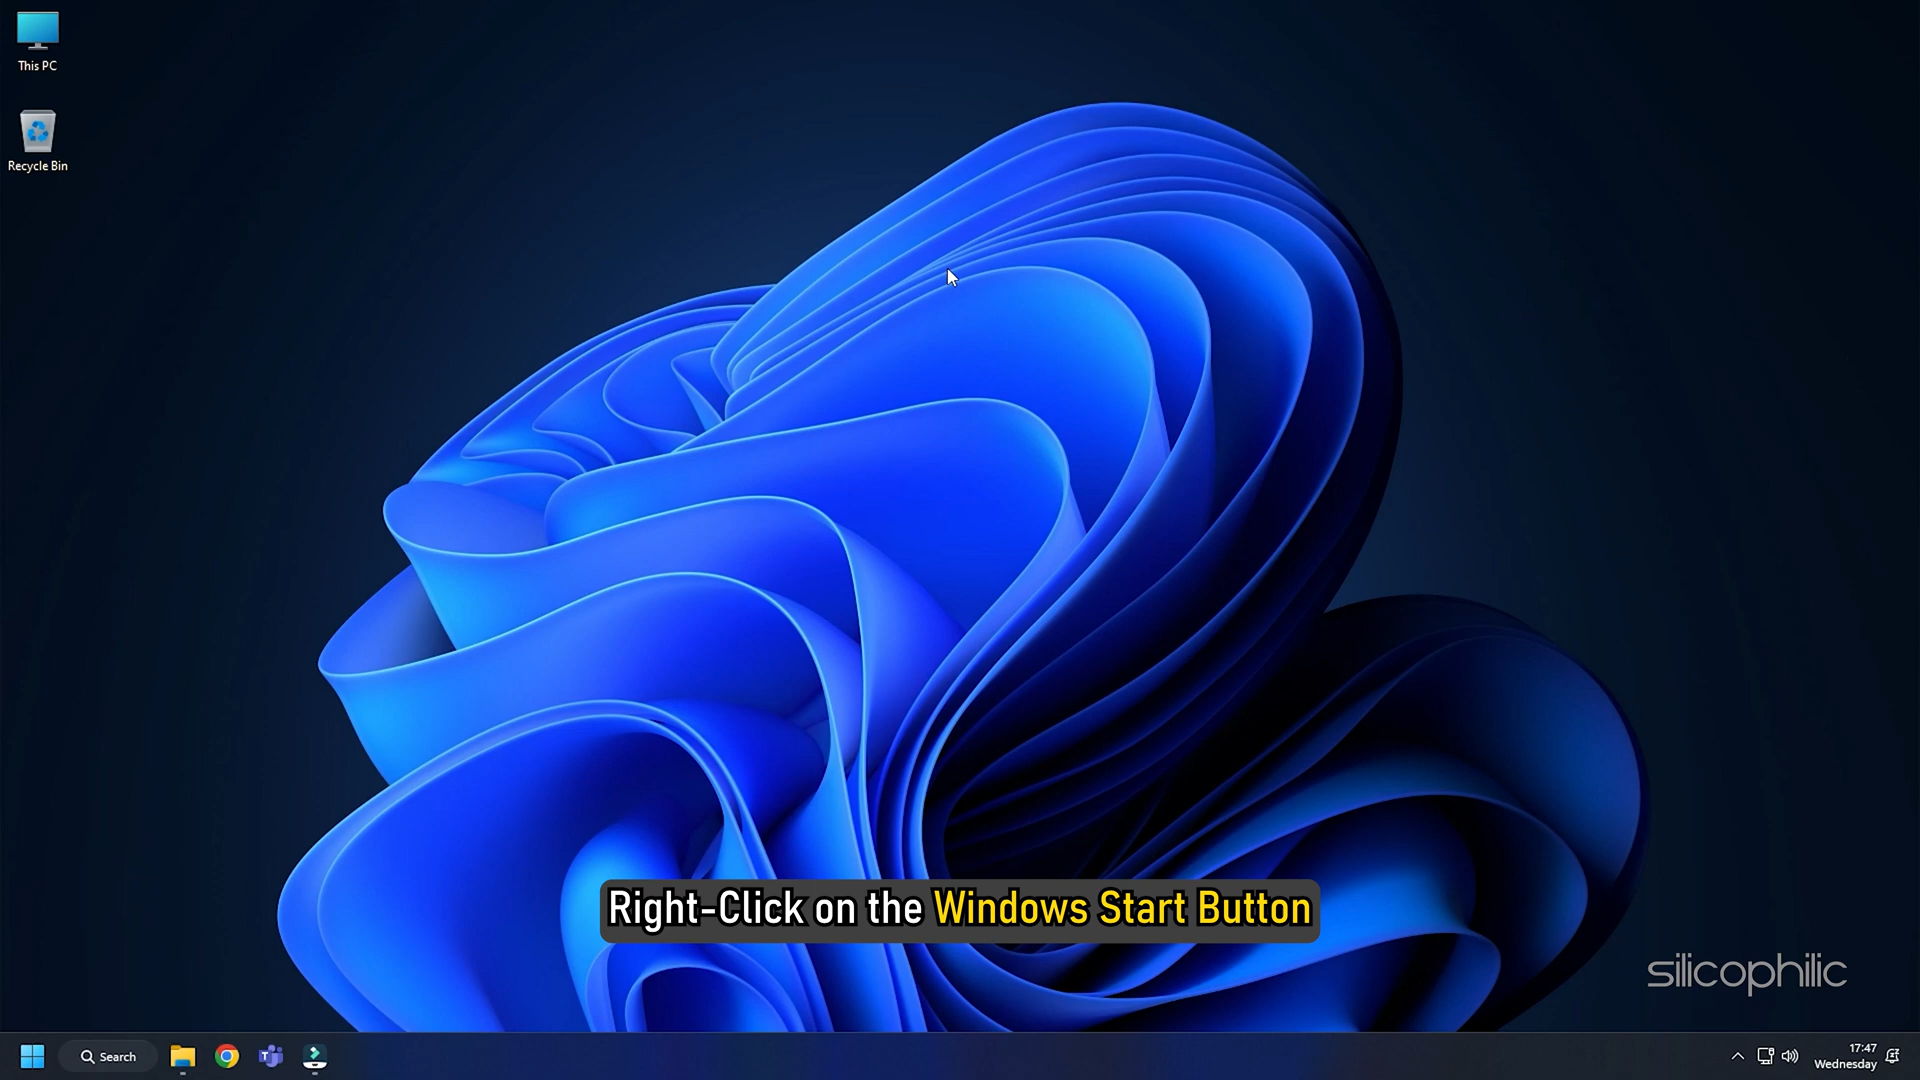 This PC
Recycle Bin
Right-Click on the Windows Start Button
silicophilic
Search
17:47
Wednesday